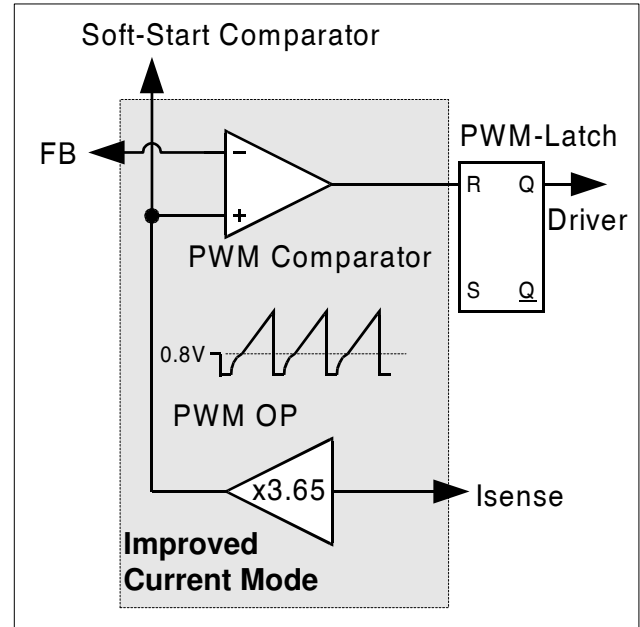 Soft-Start Comparator
FB
PWM-Latch
R Q
Driver
S Q
−
+
PWM Comparator
0.8V
PWM OP
x3.65
Isense
Improved
Current Mode